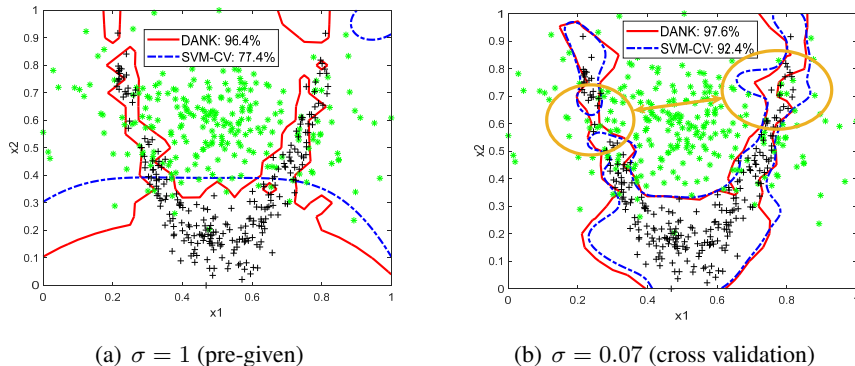 DANK: 96.4%
SVM-CV: 77.4%
x2
1
0.9
0.8
0.7
0.6
0.5
0.4
0.3
0.2
0.1
0
0 0.2 0.4 0.6 0.8 1
x1
(a) σ = 1 (pre-given)
DANK: 97.6%
SVM-CV: 92.4%
x2
1
0.9
0.8
0.7
0.6
0.5
0.4
0.3
0.2
0.1
0
0 0.2 0.4 0.6 0.8 1
x1
(b) σ = 0.07 (cross validation)